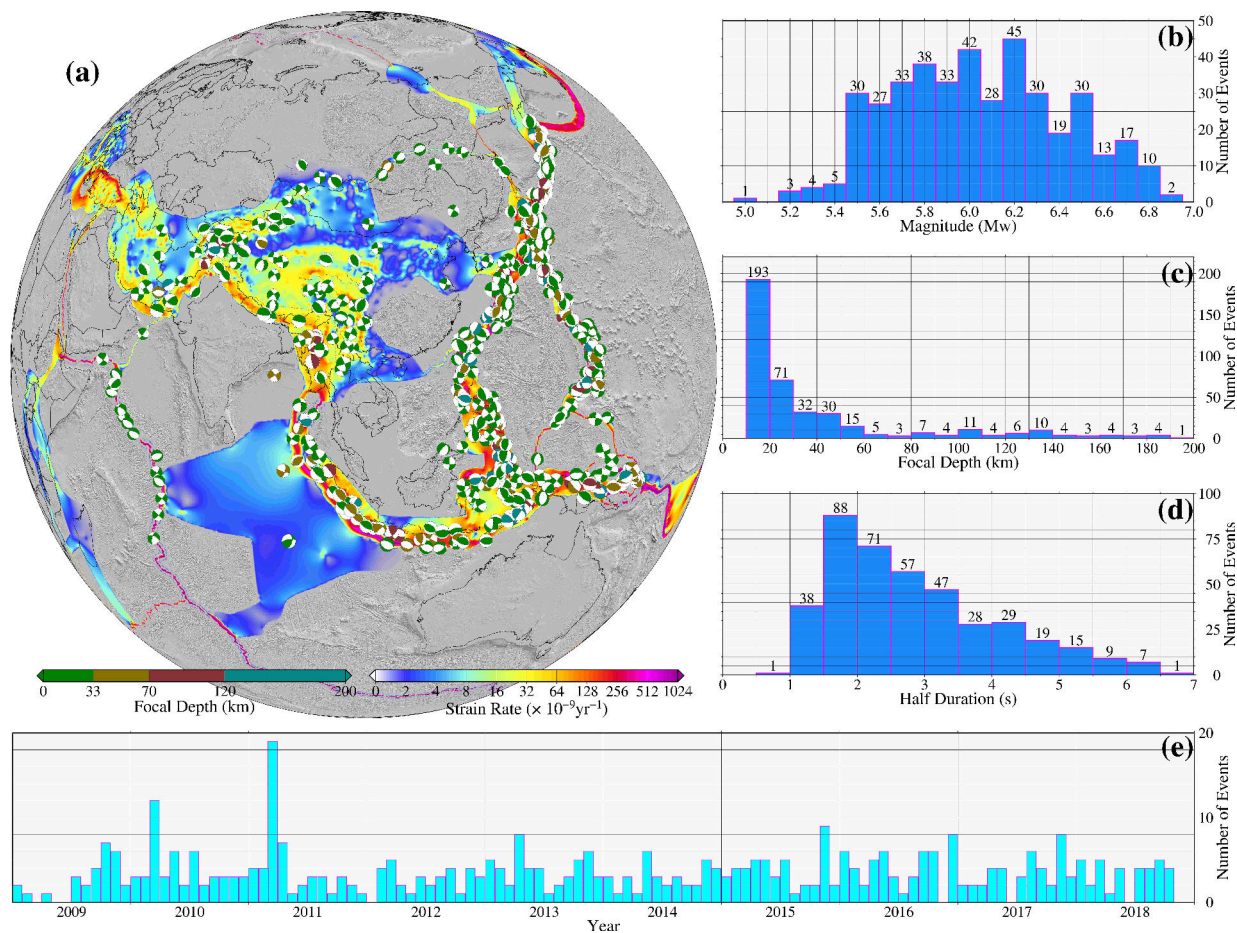 (a)
0 33 70 120 200
Focal Depth (km)
0 2 4 8 16 32 64 128 256 512 1024
Strain Rate (× 10⁻⁹yr⁻¹)
(b)
1 3 4 5 30 27 33 38 33 42 28 45 30 19 30 13 17 10 2
5.0 5.2 5.4 5.6 5.8 6.0 6.2 6.4 6.6 6.8 7.0
Magnitude (Mw)
0 10 20 30 40 50
Number of Events
(c)
193 71 32 30 15 5 3 7 4 11 4 6 10 4 3 4 3 4 1
0 20 40 60 80 100 120 140 160 180 200
Focal Depth (km)
0 50 100 150 200
Number of Events
(d)
1 38 88 71 57 47 28 29 19 15 9 7 1
0 1 2 3 4 5 6 7
Half Duration (s)
0 25 50 75 100
Number of Events
(e)
2009 2010 2011 2012 2013 2014 2015 2016 2017 2018
Year
0 10 20
Number of Events